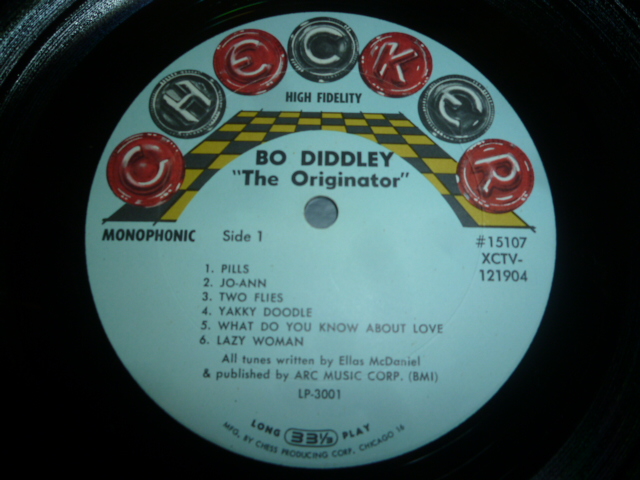 CHECKER
HIGH FIDELITY
BO DIDDLEY
"The Originator"
MONOPHONIC
Side 1
#15107
XCTV-
121904
1. PILLS
2. JO-ANN
3. TWO FLIES
4. YAKKY DOODLE
5. WHAT DO YOU KNOW ABOUT LOVE
6. LAZY WOMAN
All tunes written by Ellas McDaniel
& published by ARC MUSIC CORP. (BMI)
LP-3001
LONG 33⅓ PLAY
MFG. BY CHESS PRODUCING CORP. CHICAGO 16